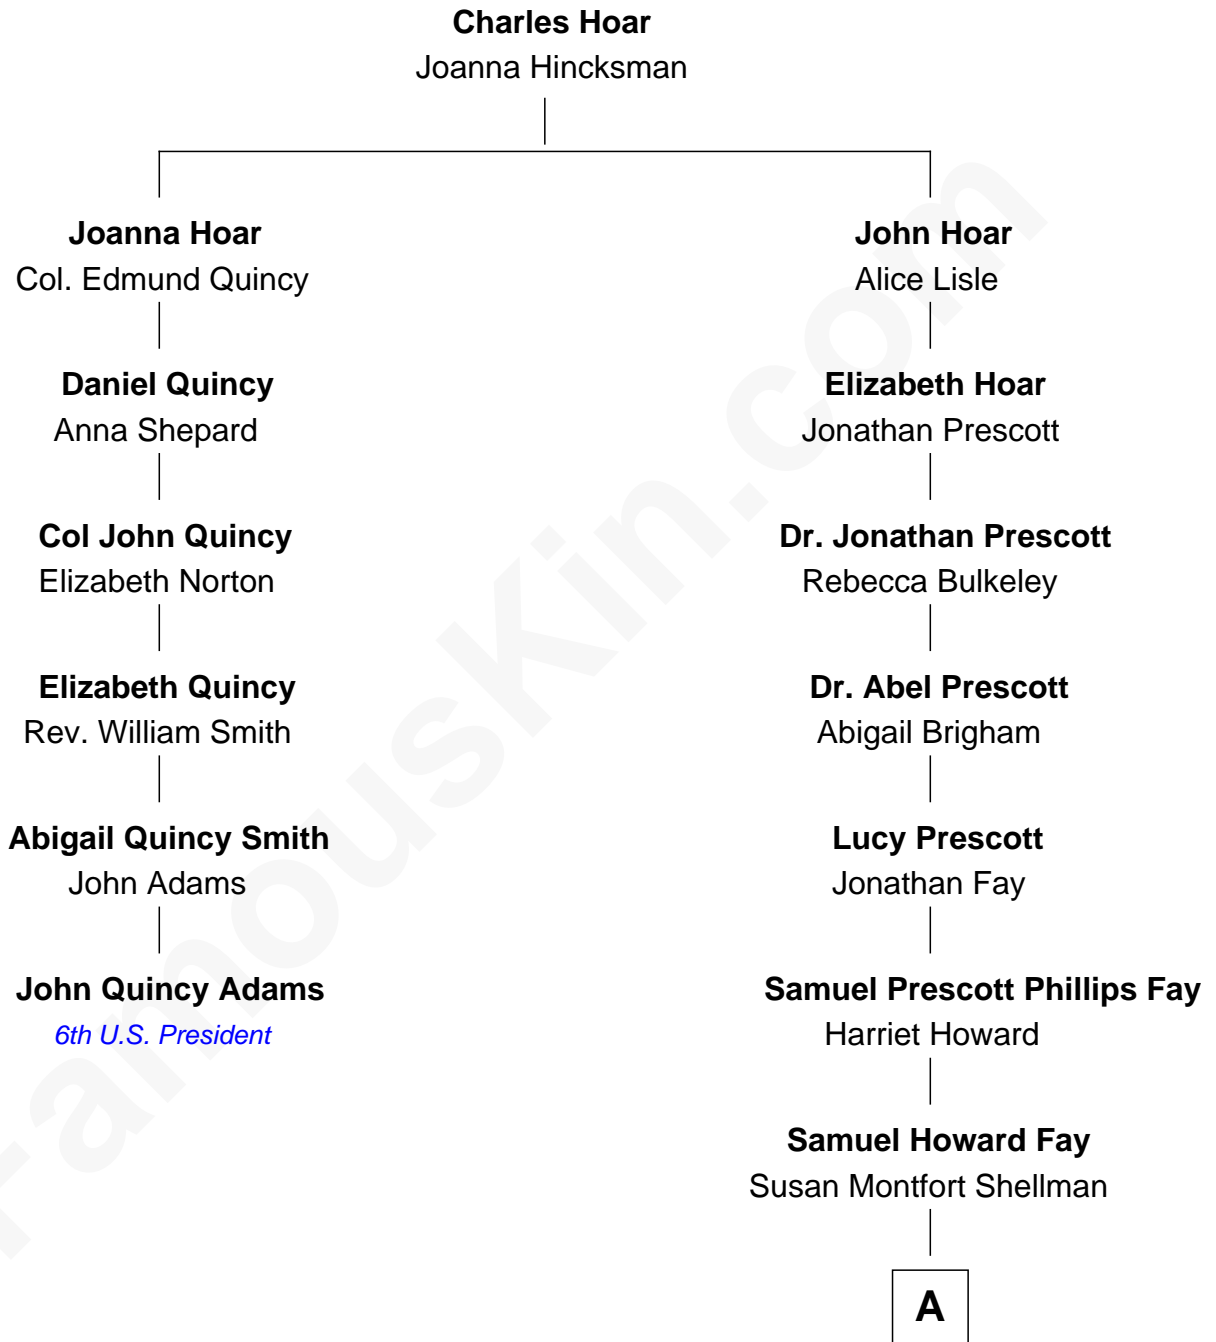 Charles Hoar
Joanna Hincksman
Joanna Hoar
Col. Edmund Quincy
Daniel Quincy
Anna Shepard
Col John Quincy
Elizabeth Norton
Elizabeth Quincy
Rev. William Smith
Abigail Quincy Smith
John Adams
John Quincy Adams
6th U.S. President
John Hoar
Alice Lisle
Elizabeth Hoar
Jonathan Prescott
Dr. Jonathan Prescott
Rebecca Bulkeley
Dr. Abel Prescott
Abigail Brigham
Lucy Prescott
Jonathan Fay
Samuel Prescott Phillips Fay
Harriet Howard
Samuel Howard Fay
Susan Montfort Shellman
A
FamousKin.com